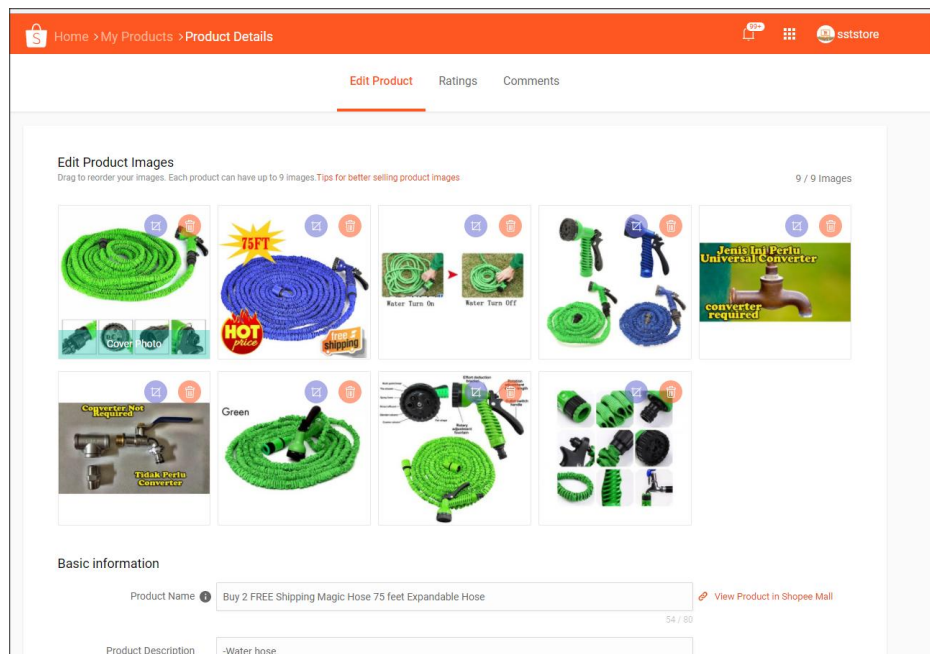 S Home >My Products >Product Details 99+ sststore
Edit Product Ratings Comments
Edit Product Images
Drag to reorder your images. Each product can have up to 9 images.Tips for better selling product images 9 / 9 Images
75FT
HOT
price
free
shipping
Water Turn On Water Turn Off
Jenis Ini Perlu
Universal Converter
converter
required
Cover Photo
Converter Not
Required
Tidak Perlu
Converter
Green
Basic information
Product Name Buy 2 FREE Shipping Magic Hose 75 feet Expandable Hose View Product in Shopee Mall
54 / 80
Product Description -Water hose